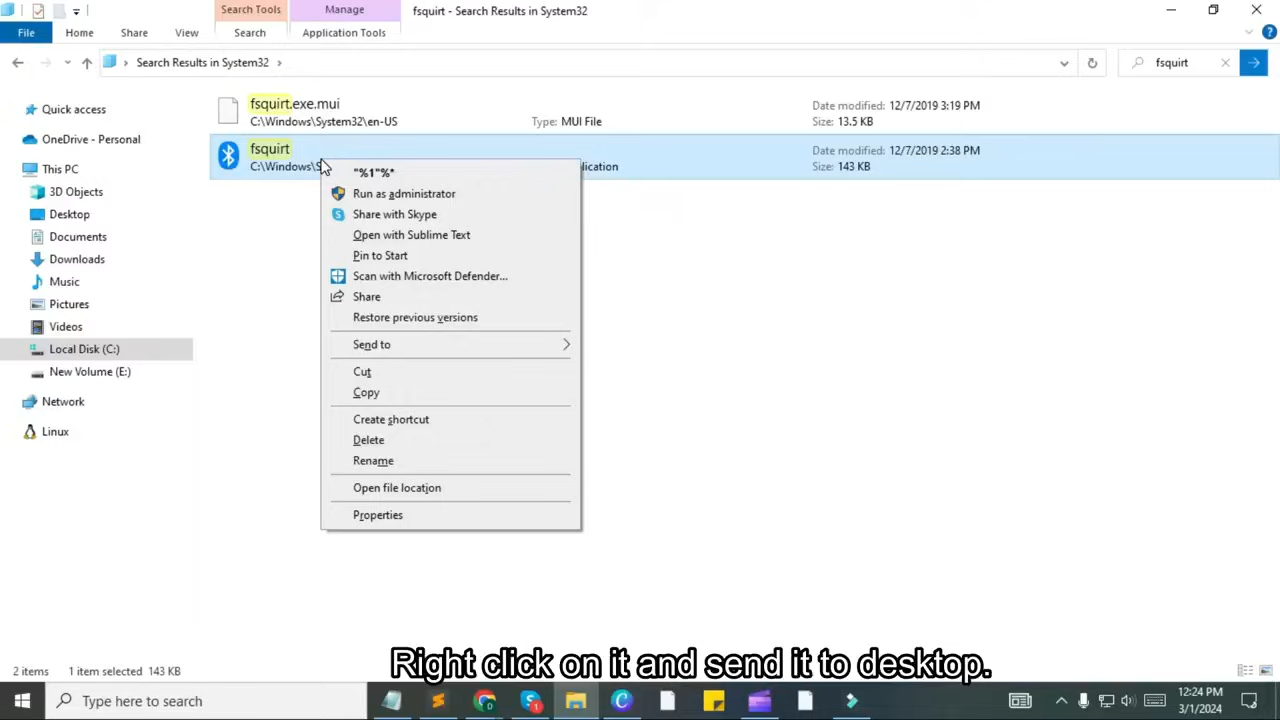 Search Tools
Manage
fsquirt - Search Results in System32
File
Home
Share
View
Search
Application Tools
Search Results in System32
fsquirt
Quick access
OneDrive - Personal
This PC
3D Objects
Desktop
Documents
Downloads
Music
Pictures
Videos
Local Disk (C:)
New Volume (E:)
Network
Linux
fsquirt.exe.mui
Date modified: 12/7/2019 3:19 PM
C:\Windows\System32\en-US
Type: MUI File
Size: 13.5 KB
fsquirt
Date modified: 12/7/2019 2:38 PM
C:\Windows\S
plication
Size: 143 KB
"%1"%*
Run as administrator
Share with Skype
Open with Sublime Text
Pin to Start
Scan with Microsoft Defender...
Share
Restore previous versions
Send to
Cut
Copy
Create shortcut
Delete
Rename
Open file location
Properties
Right click on it and send it to desktop.
2 items
1 item selected 143 KB
Type here to search
12:24 PM
3/1/2024